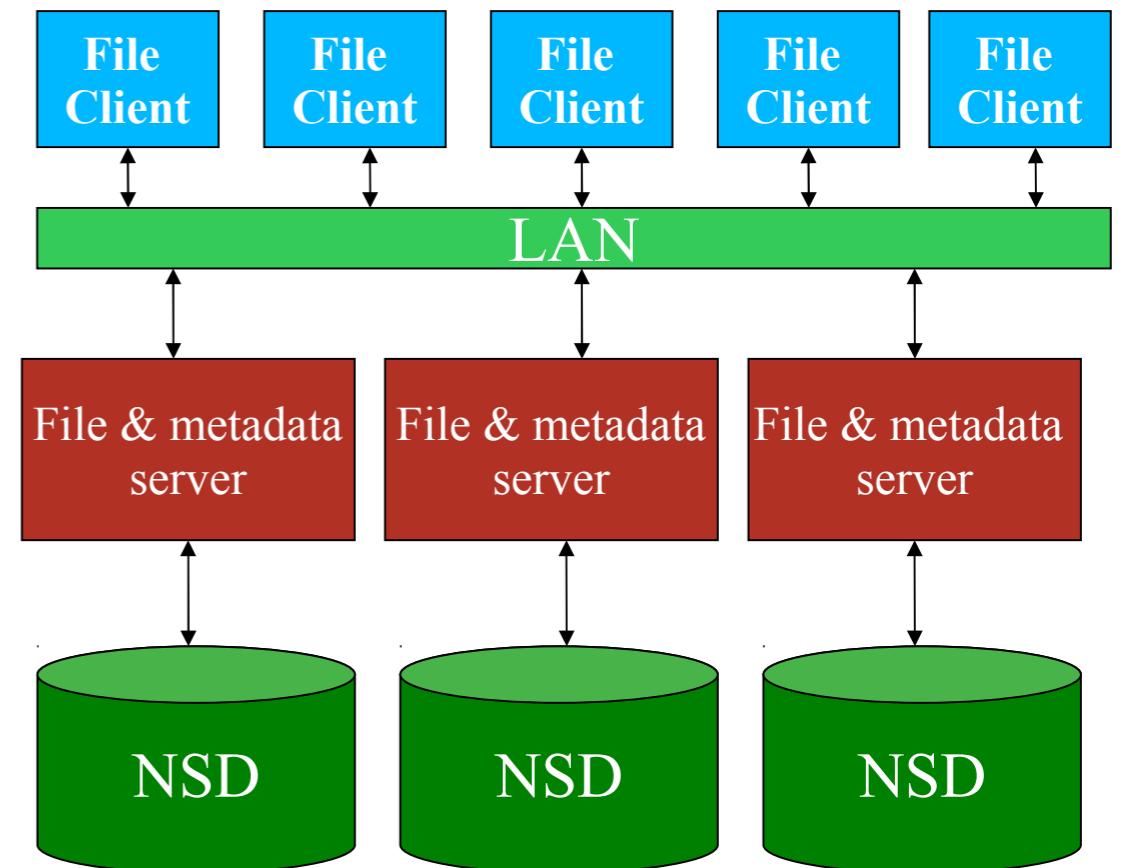 File File File File File
Client Client Client Client Client
LAN
File & metadata File & metadata File & metadata
server server server
NSD NSD NSD